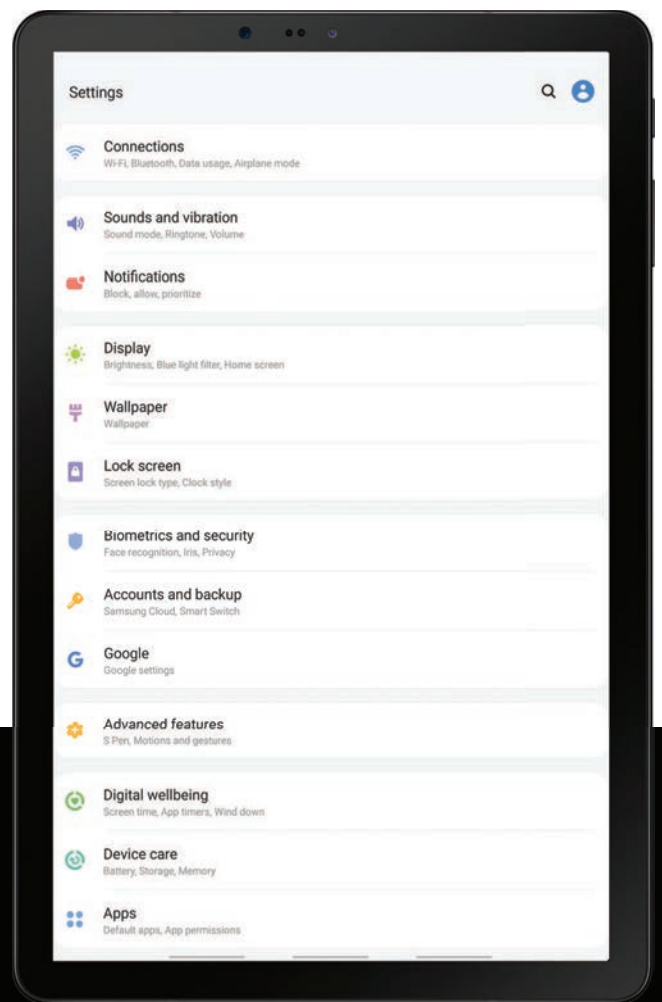 Settings
Connections
Wi-Fi, Bluetooth, Data usage, Airplane mode
Sounds and vibration
Sound mode, Ringtone, Volume
Notifications
Block, allow, prioritize
Display
Brightness, Blue light filter, Home screen
Wallpaper
Wallpaper
Lock screen
Screen lock type, Clock style
Biometrics and security
Face recognition, Iris, Privacy
Accounts and backup
Samsung Cloud, Smart Switch
G
Google
Google settings
Advanced features
S Pen, Motions and gestures
Digital wellbeing
Screen time, App timers, Wind down
Device care
Battery, Storage, Memory
Apps
Default apps, App permissions